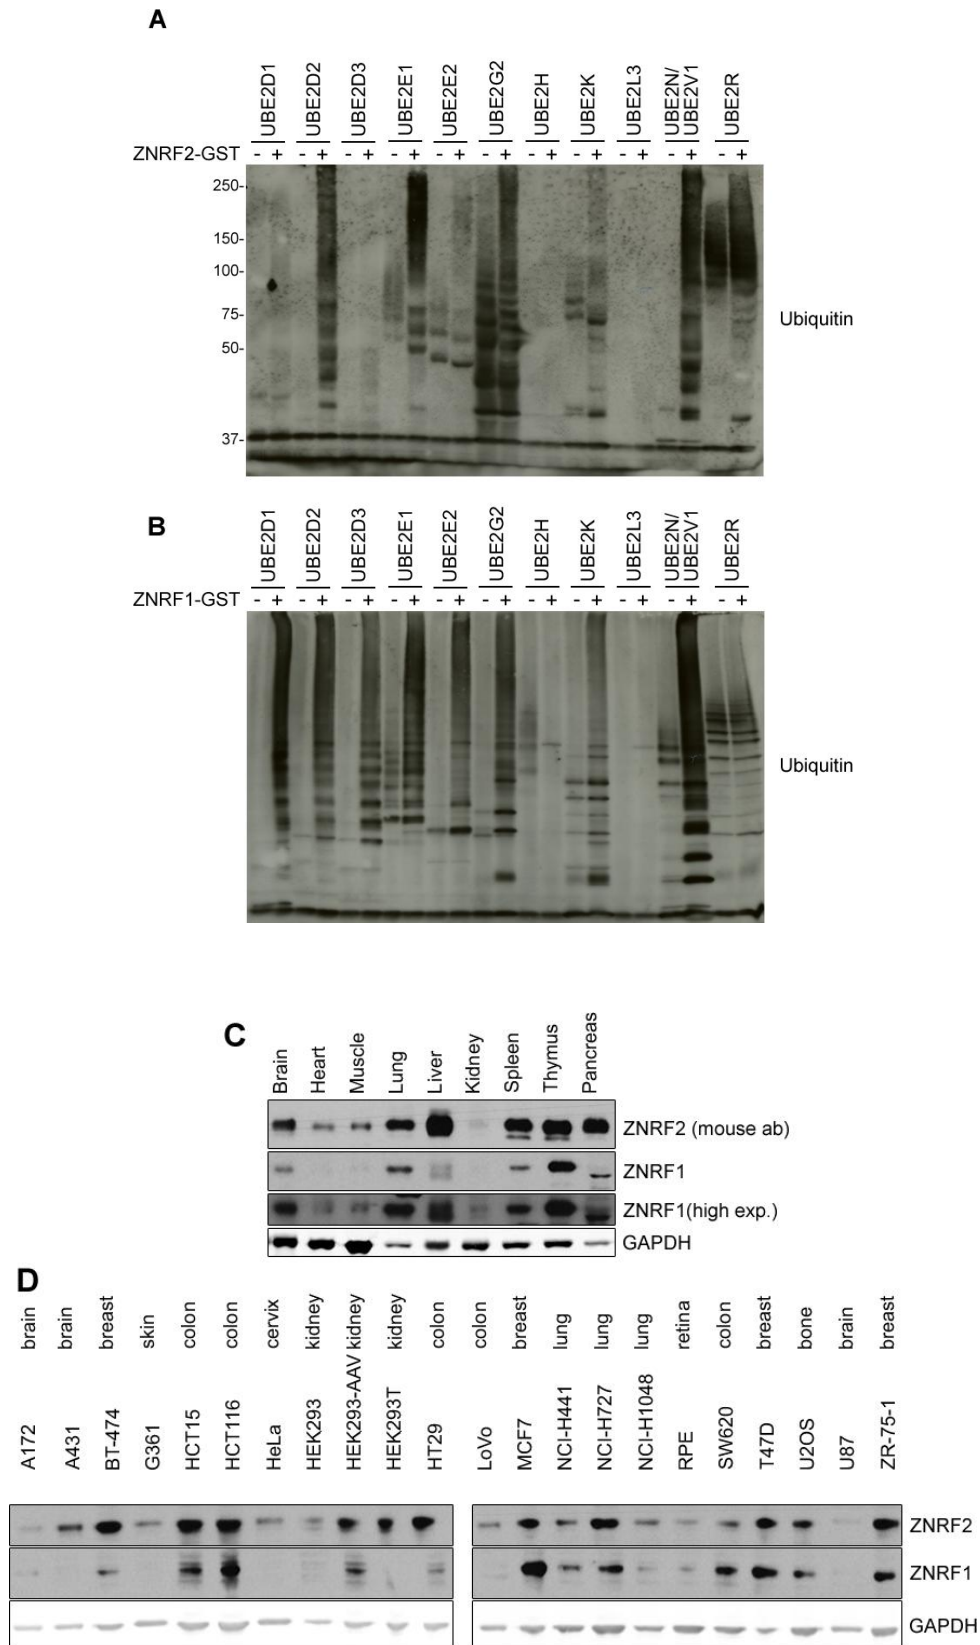 A
UBE2D1 UBE2D2 UBE2D3 UBE2E1 UBE2E2 UBE2G2 UBE2H UBE2K UBE2L3 UBE2N/ UBE2V1 UBE2R
ZNRF2-GST - + - + - + - + - + - + - + - + - + - + - +
250-
150-
100-
75-
Ubiquitin
50-
37-
B
UBE2D1 UBE2D2 UBE2D3 UBE2E1 UBE2E2 UBE2G2 UBE2H UBE2K UBE2L3 UBE2N/ UBE2V1 UBE2R
ZNRF1-GST - + - + - + - + - + - + - + - + - + - + - +
Ubiquitin
C
Brain Heart Muscle Lung Liver Kidney Spleen Thymus Pancreas
ZNRF2 (mouse ab)
ZNRF1
ZNRF1(high exp.)
GAPDH
D
brain brain breast skin colon colon cervix kidney kidney kidney colon colon breast lung lung lung retina colon breast bone brain breast
A172 A431 BT-474 G361 HCT15 HCT116 HeLa HEK293 HEK293-AAV HEK293T HT29 LoVo MCF7 NCI-H441 NCI-H727 NCI-H1048 RPE SW620 T47D U2OS U87 ZR-75-1
ZNRF2
ZNRF1
GAPDH